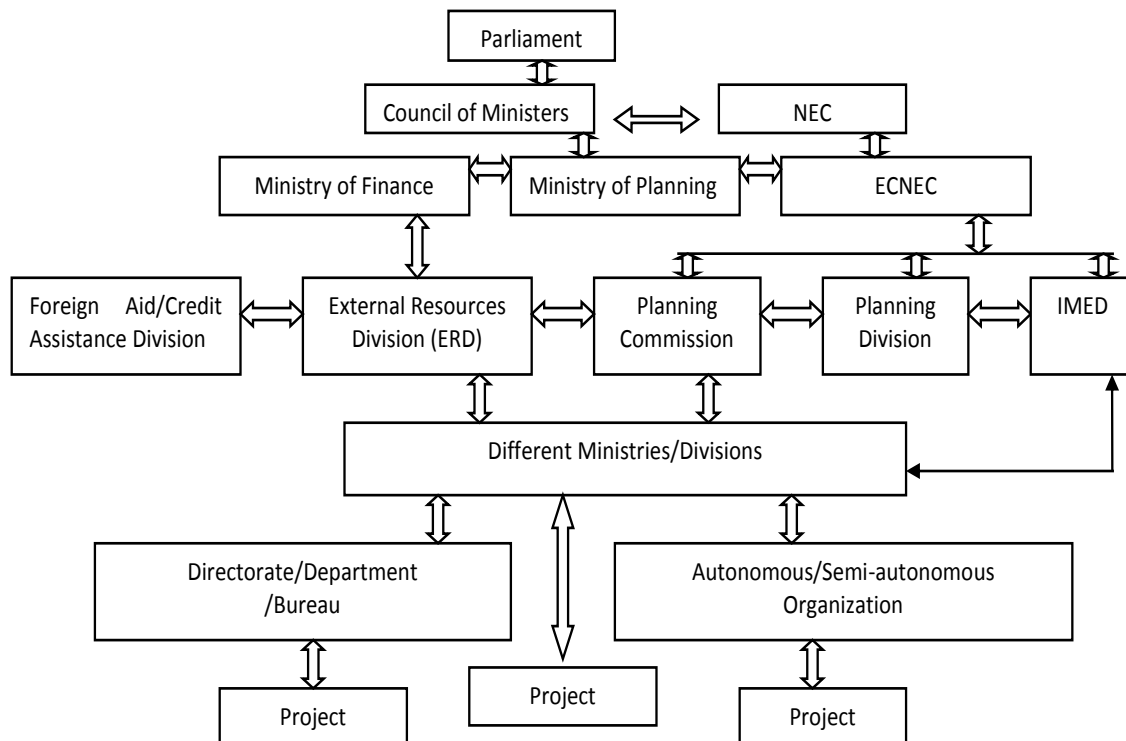 Parliament
Council of Ministers
NEC
Ministry of Finance
Ministry of Planning
ECNEC
Foreign Aid/Credit
Assistance Division
External Resources
Division (ERD)
Planning
Commission
Planning
Division
IMED
Different Ministries/Divisions
Directorate/Department
/Bureau
Autonomous/Semi-autonomous
Organization
Project
Project
Project